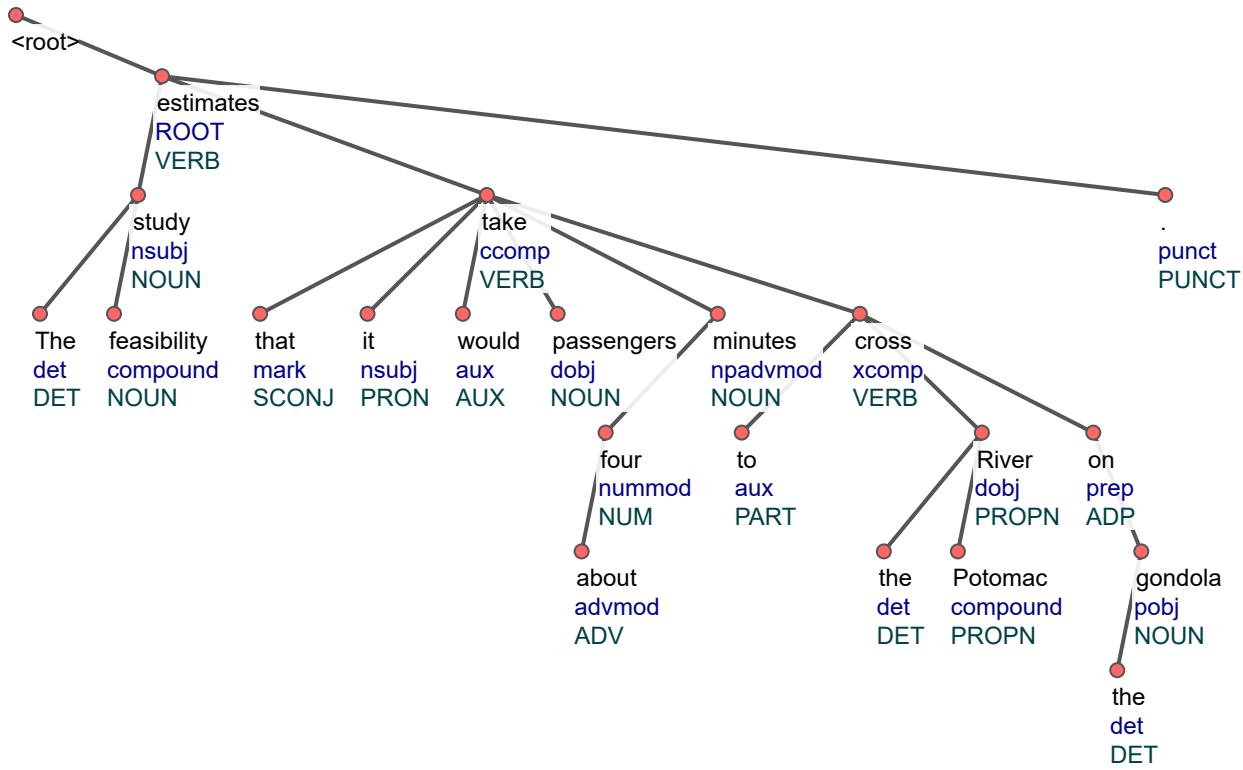 <root>
estimates
ROOT
VERB
study
nsubj
NOUN
take
ccomp
VERB
.
punct
PUNCT
The
det
DET
feasibility
compound
NOUN
that
mark
SCONJ
it
nsubj
PRON
would
aux
AUX
passengers
dobj
NOUN
minutes
npadvmod
NOUN
cross
xcomp
VERB
four
nummod
NUM
to
aux
PART
River
dobj
PROPN
on
prep
ADP
about
advmod
ADV
the
det
DET
Potomac
compound
PROPN
gondola
pobj
NOUN
the
det
DET